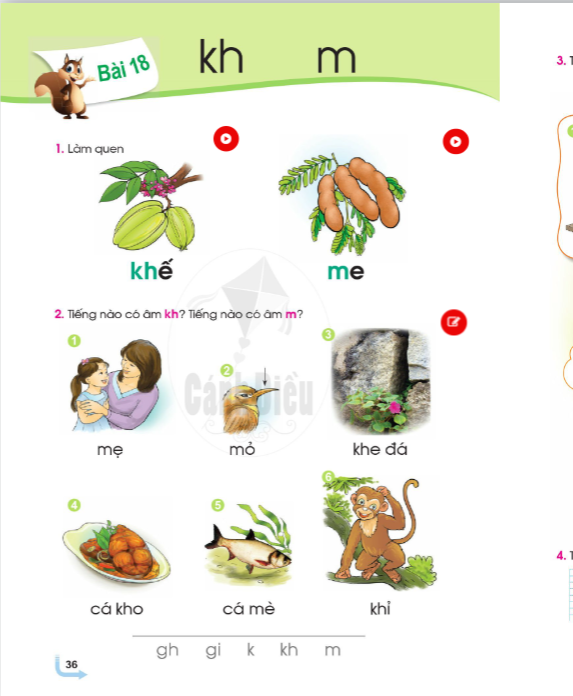 Bài 18
kh m
1. Làm quen
khế me
2. Tiếng nào có âm kh? Tiếng nào có âm m?
1
2
3
Cánh Diều
mẹ mỏ khe đá
4
5
6
cá kho cá mè khỉ
gh gi k kh m
36
3. T
4. T